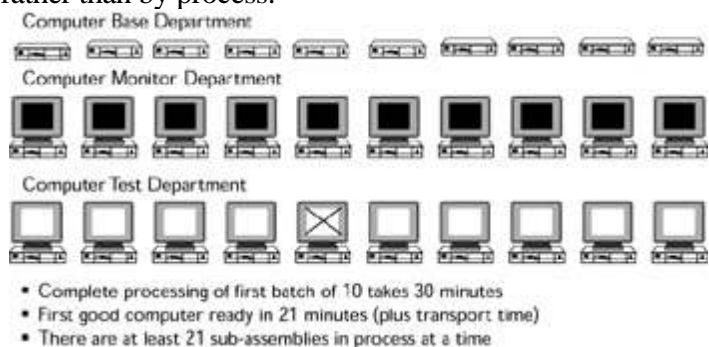 rather than by process.
Computer Base Department
Computer Monitor Department
Computer Test Department
▪ Complete processing of first batch of 10 takes 30 minutes
▪ First good computer ready in 21 minutes (plus transport time)
▪ There are at least 21 sub-assemblies in process at a time